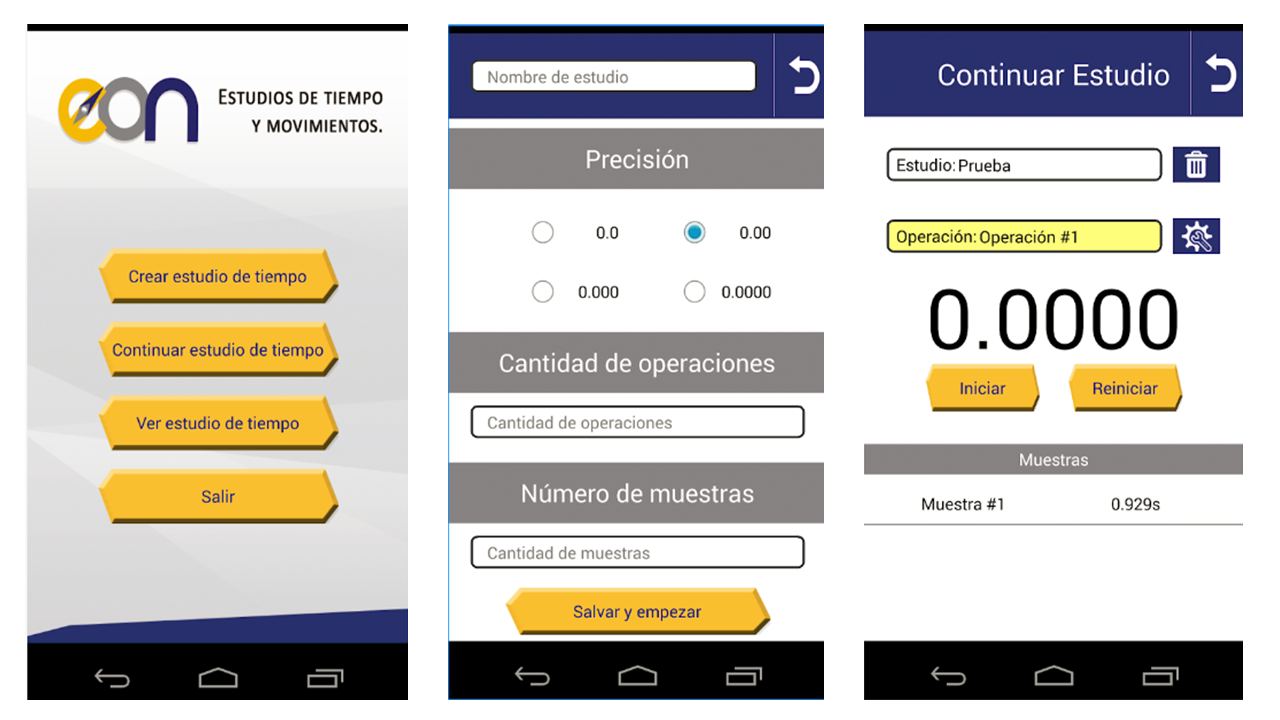 eon
ESTUDIOS DE TIEMPO
Y MOVIMIENTOS.
Crear estudio de tiempo
Continuar estudio de tiempo
Ver estudio de tiempo
Salir
Nombre de estudio
Precisión
0.0
0.00
0.000
0.0000
Cantidad de operaciones
Cantidad de operaciones
Número de muestras
Cantidad de muestras
Salvar y empezar
Continuar Estudio
Estudio: Prueba
Operación: Operación #1
0.0000
Iniciar
Reiniciar
Muestras
Muestra #1
0.929s